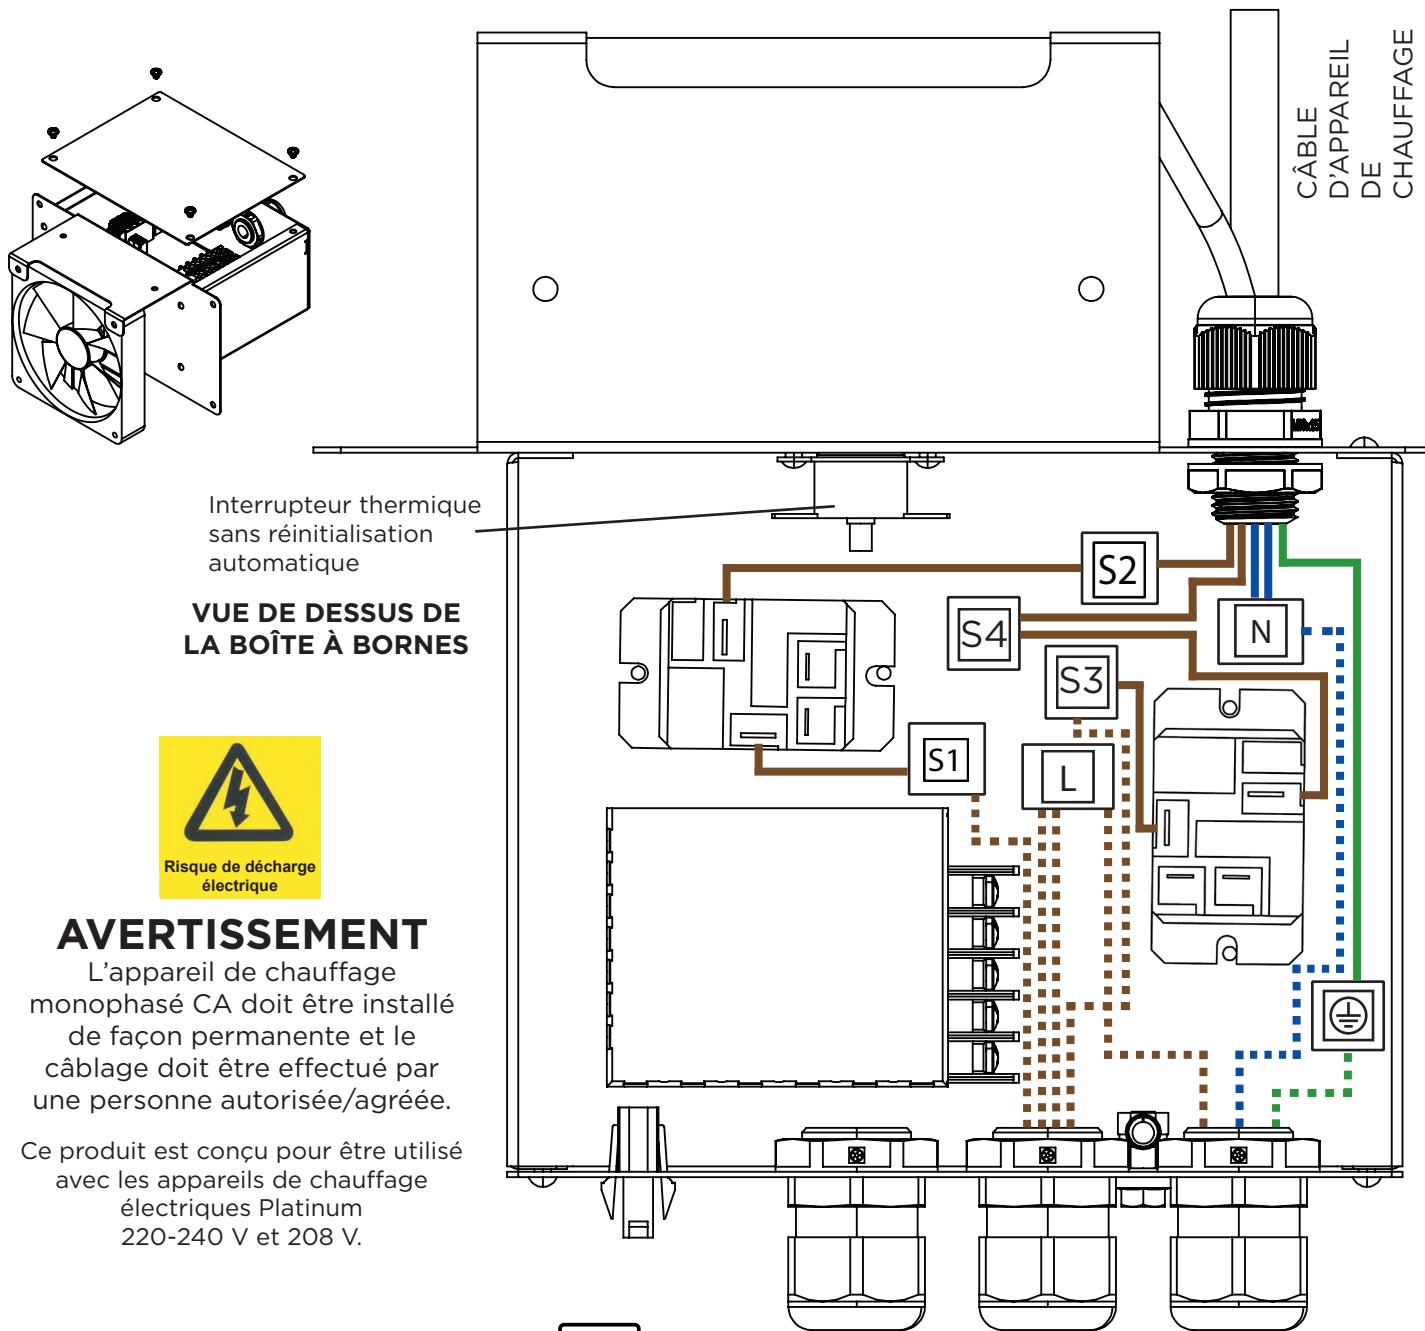 CÂBLE
D'APPAREIL
DE
CHAUFFAGE
Interrupteur thermique
sans réinitialisation
automatique
VUE DE DESSUS DE
LA BOÎTE À BORNES
S2
S4
N
S3
S1
L
Risque de décharge
électrique
AVERTISSEMENT
L'appareil de chauffage
monophasé CA doit être installé
de façon permanente et le
câblage doit être effectué par
une personne autorisée/agréée.
Ce produit est conçu pour être utilisé
avec les appareils de chauffage
électriques Platinum
220-240 V et 208 V.